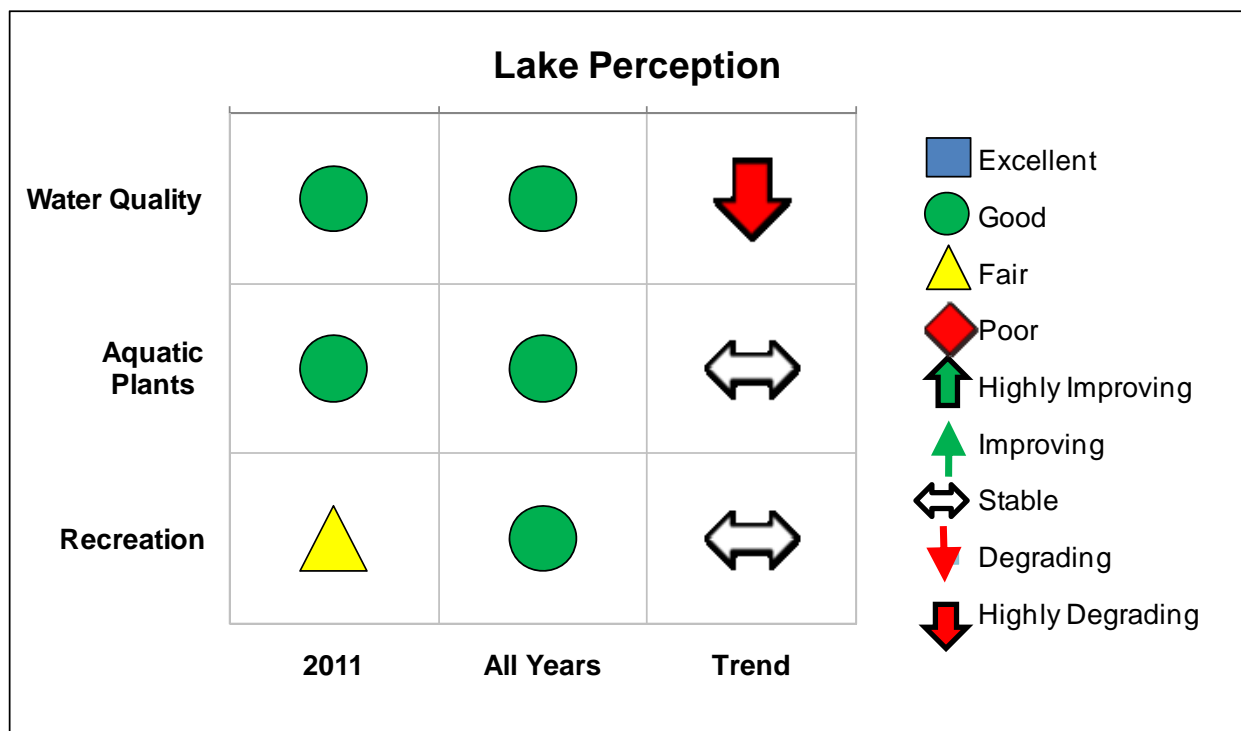 Lake Perception
Water Quality
Aquatic
Plants
Recreation
2011
All Years
Trend
Excellent
Good
Fair
Poor
Highly Improving
Improving
Stable
Degrading
Highly Degrading